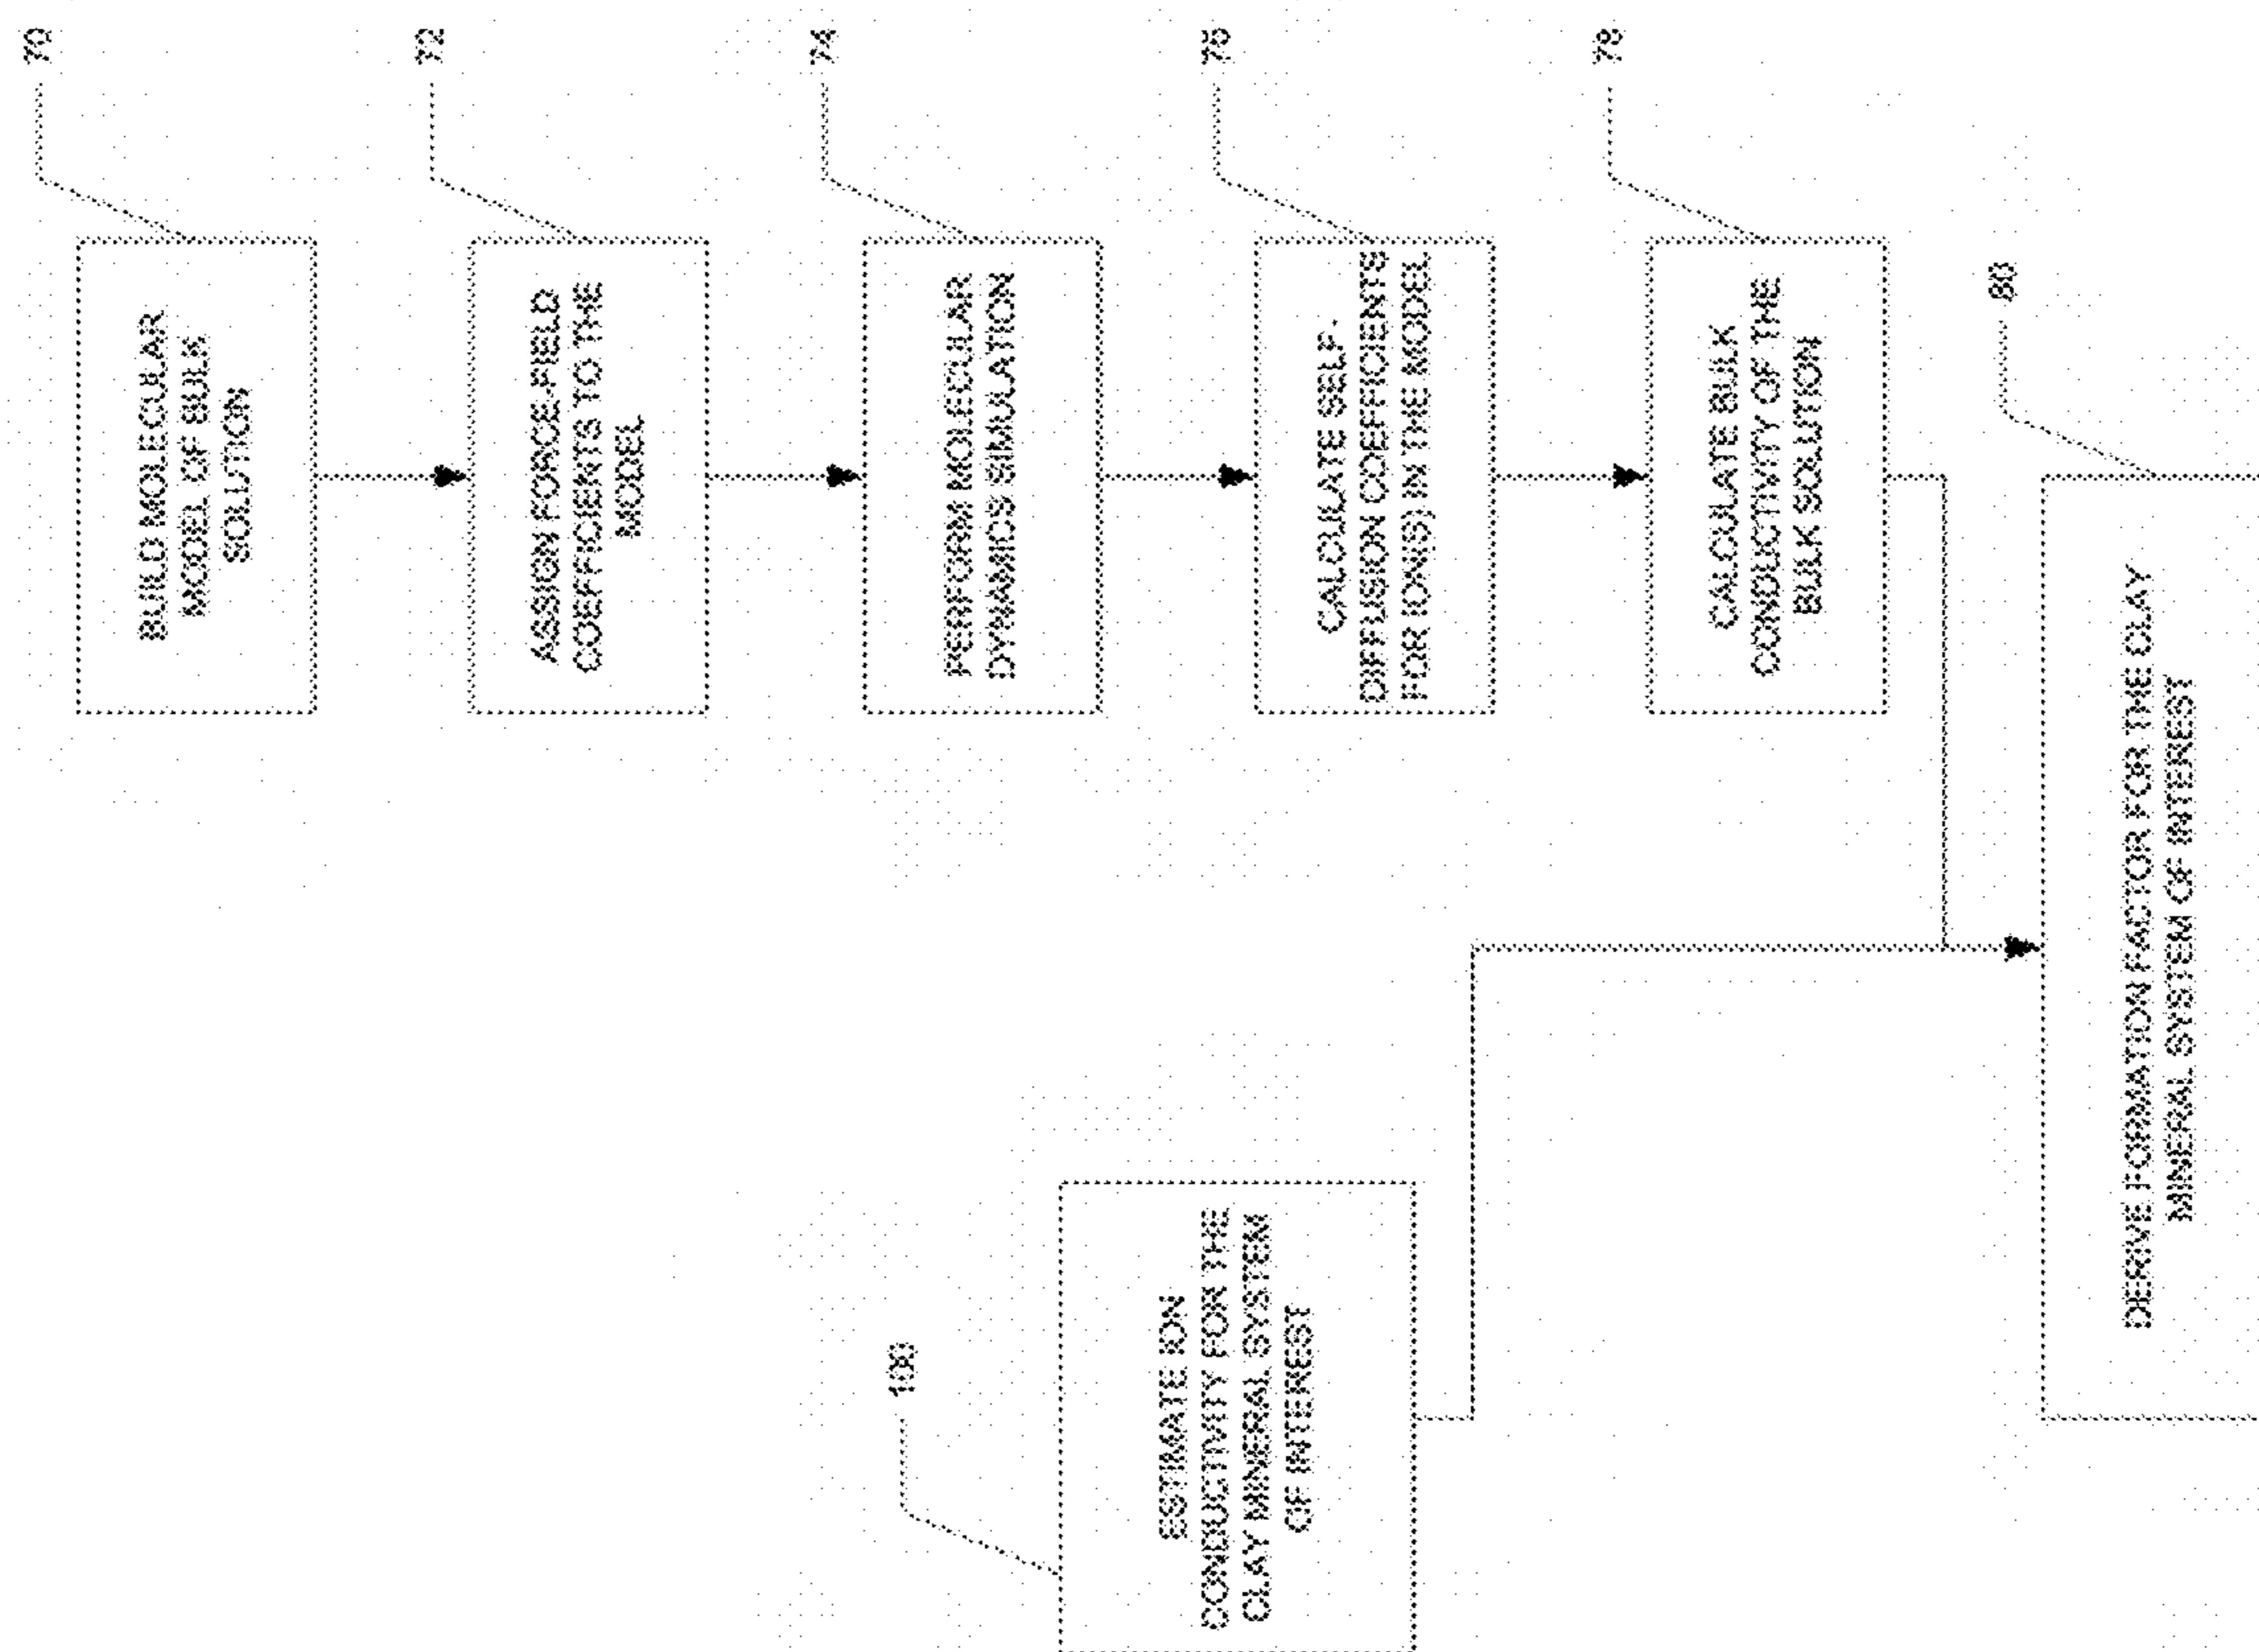 70
BUILD MOLECULAR
MODEL OF BULK
SOLUTION
72
ASSIGN FORCE-FIELD
COEFFICIENTS TO THE
MODEL
74
PERFORM MOLECULAR
DYNAMICS SIMULATION
76
CALCULATE SELF-
DIFFUSION COEFFICIENTS
FOR ION(S) IN THE MODEL
78
CALCULATE BULK
CONDUCTIVITY OF THE
BULK SOLUTION
100
ESTIMATE ION
CONDUCTIVITY FOR THE
CLAY MINERAL SYSTEM
OF INTEREST
80
DERIVE FORMATION FACTOR FOR THE CLAY
MINERAL SYSTEM OF INTEREST